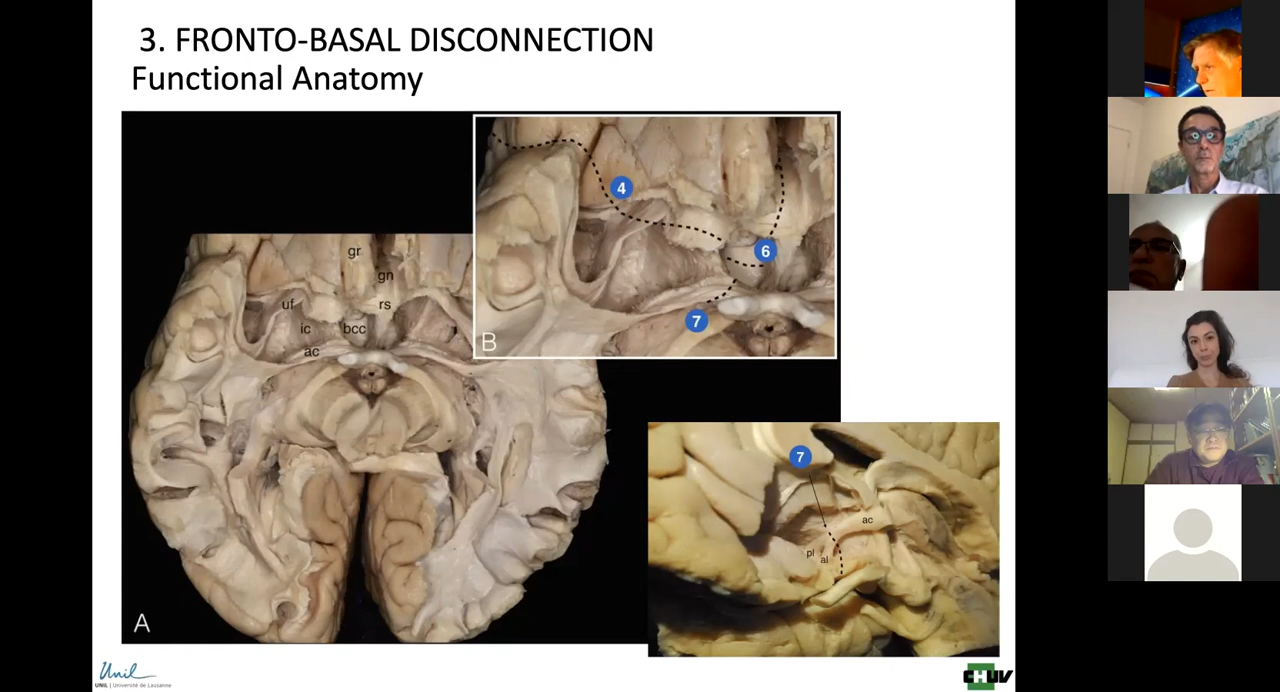 3. FRONTO-BASAL DISCONNECTION
Functional Anatomy
gr
gn
uf
rs
ic
bcc
ac
A
4
6
7
B
7
ac
pl
al
Unil
UNIL | Université de Lausanne
CHUV